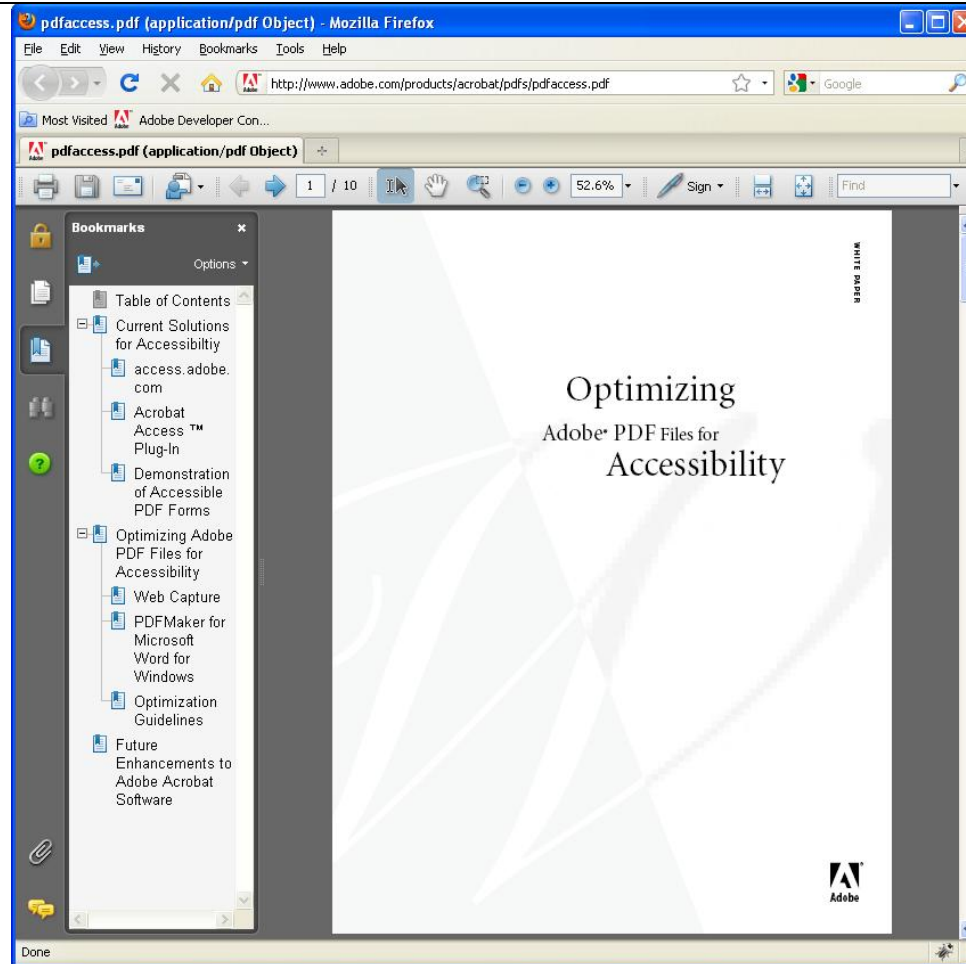 pdfaccess.pdf (application/pdf Object) - Mozilla Firefox
File Edit View History Bookmarks Tools Help
Adobe http://www.adobe.com/products/acrobat/pdfs/pdfaccess.pdf Google
Most Visited Adobe Adobe Developer Con...
Adobe pdfaccess.pdf (application/pdf Object)
1 / 10 52.6% Sign Find
Bookmarks
Options
Table of Contents
Current Solutions
for Accessibiltiy
access.adobe.
com
Acrobat
Access ™
Plug-In
Demonstration
of Accessible
PDF Forms
Optimizing Adobe
PDF Files for
Accessibility
Web Capture
PDFMaker for
Microsoft
Word for
Windows
Optimization
Guidelines
Future
Enhancements to
Adobe Acrobat
Software
WHITE PAPER
Optimizing
Adobe® PDF Files for
Accessibility
Adobe
Done